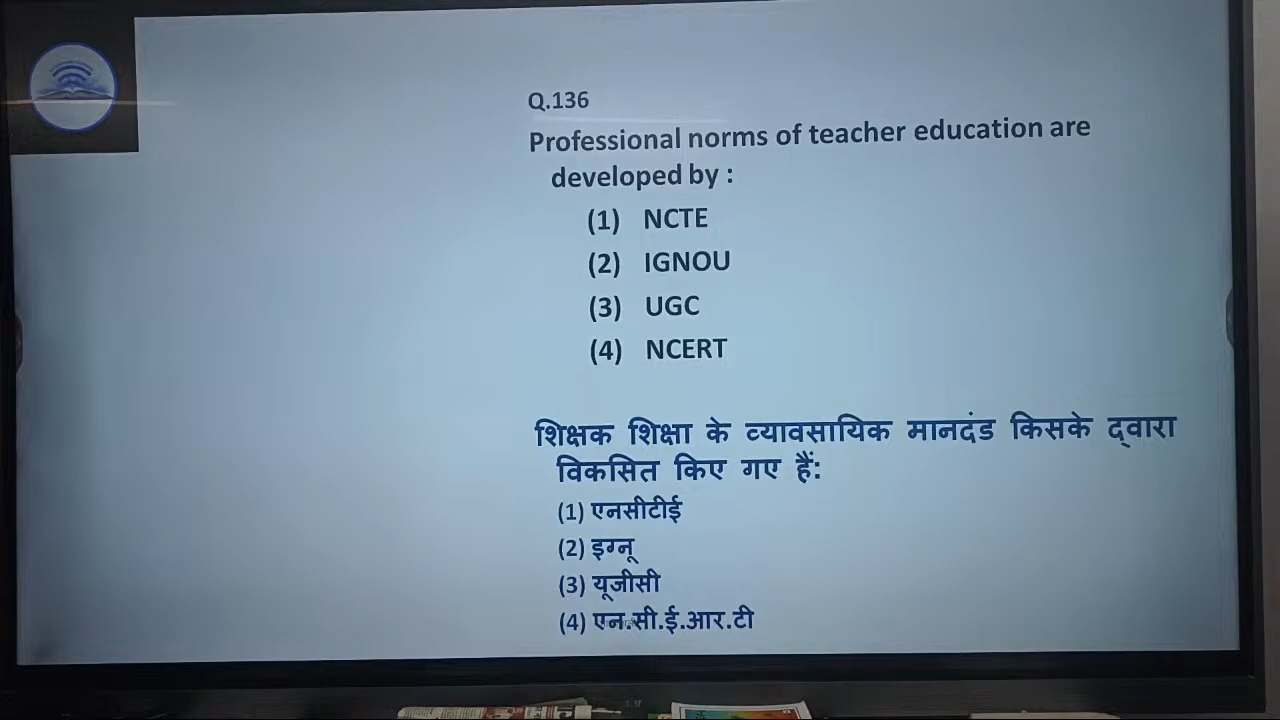 Q.136
Professional norms of teacher education are
developed by :
(1) NCTE
(2) IGNOU
(3) UGC
(4) NCERT
शिक्षक शिक्षा के व्यावसायिक मानदंड किसके द्वारा
विकसित किए गए हैं:
(1) एनसीटीई
(2) इग्नू
(3) यूजीसी
(4) एन.सी.ई.आर.टी